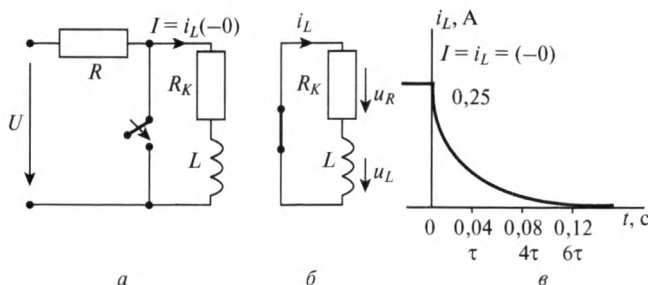 I = i_L(−0)
R
R_K
U
L
а
i_L
R_K
u_R
L
u_L
б
i_L, А
I = i_L = (−0)
0,25
0 0,04 0,08 0,12 t, с
τ 4τ 6τ
в